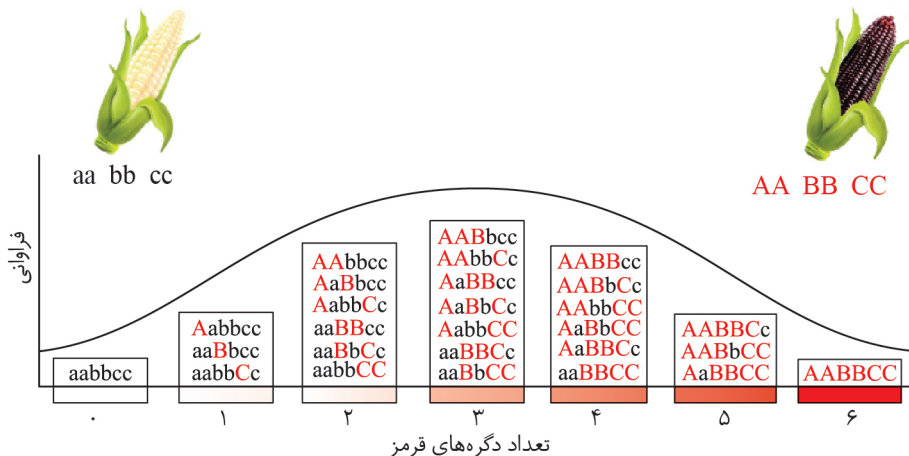 aa bb cc
AA BB CC
فراوانی
aabbcc
Aabbcc
aaBbcc
aabbCc
AAbbcc
AaBbcc
AabbCc
aaBBcc
aaBbCc
aabbCC
AABbcc
AAbbCc
AaBBcc
AaBbCc
AabbCC
aaBBCc
aaBbCC
AABBcc
AABbCc
AAbbCC
AaBbCC
AaBBCc
aaBBCC
AABBCc
AABbCC
AaBBCC
AABBCC
۰ ۱ ۲ ۳ ۴ ۵ ۶
تعداد دگره‌های قرمز